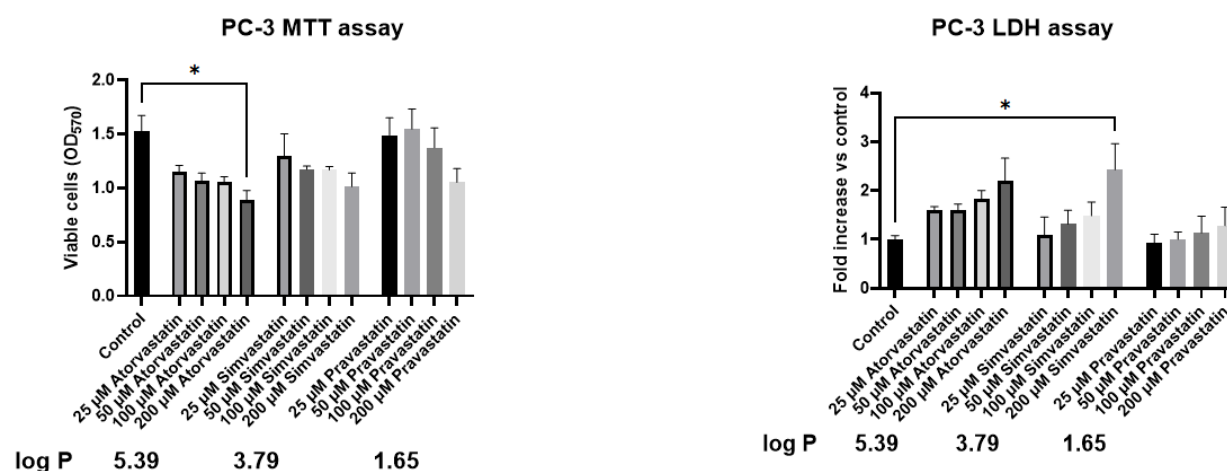 PC-3 MTT assay
2.0
1.5
1.0
0.5
0.0
Viable cells (OD570)
*
Control
25 µM Atorvastatin
50 µM Atorvastatin
100 µM Atorvastatin
200 µM Atorvastatin
25 µM Simvastatin
50 µM Simvastatin
100 µM Simvastatin
200 µM Simvastatin
25 µM Pravastatin
50 µM Pravastatin
100 µM Pravastatin
200 µM Pravastatin
log P 5.39 3.79 1.65
PC-3 LDH assay
4
3
2
1
0
Fold increase vs control
*
Control
25 µM Atorvastatin
50 µM Atorvastatin
100 µM Atorvastatin
200 µM Atorvastatin
25 µM Simvastatin
50 µM Simvastatin
100 µM Simvastatin
200 µM Simvastatin
25 µM Pravastatin
50 µM Pravastatin
100 µM Pravastatin
200 µM Pravastatin
log P 5.39 3.79 1.65